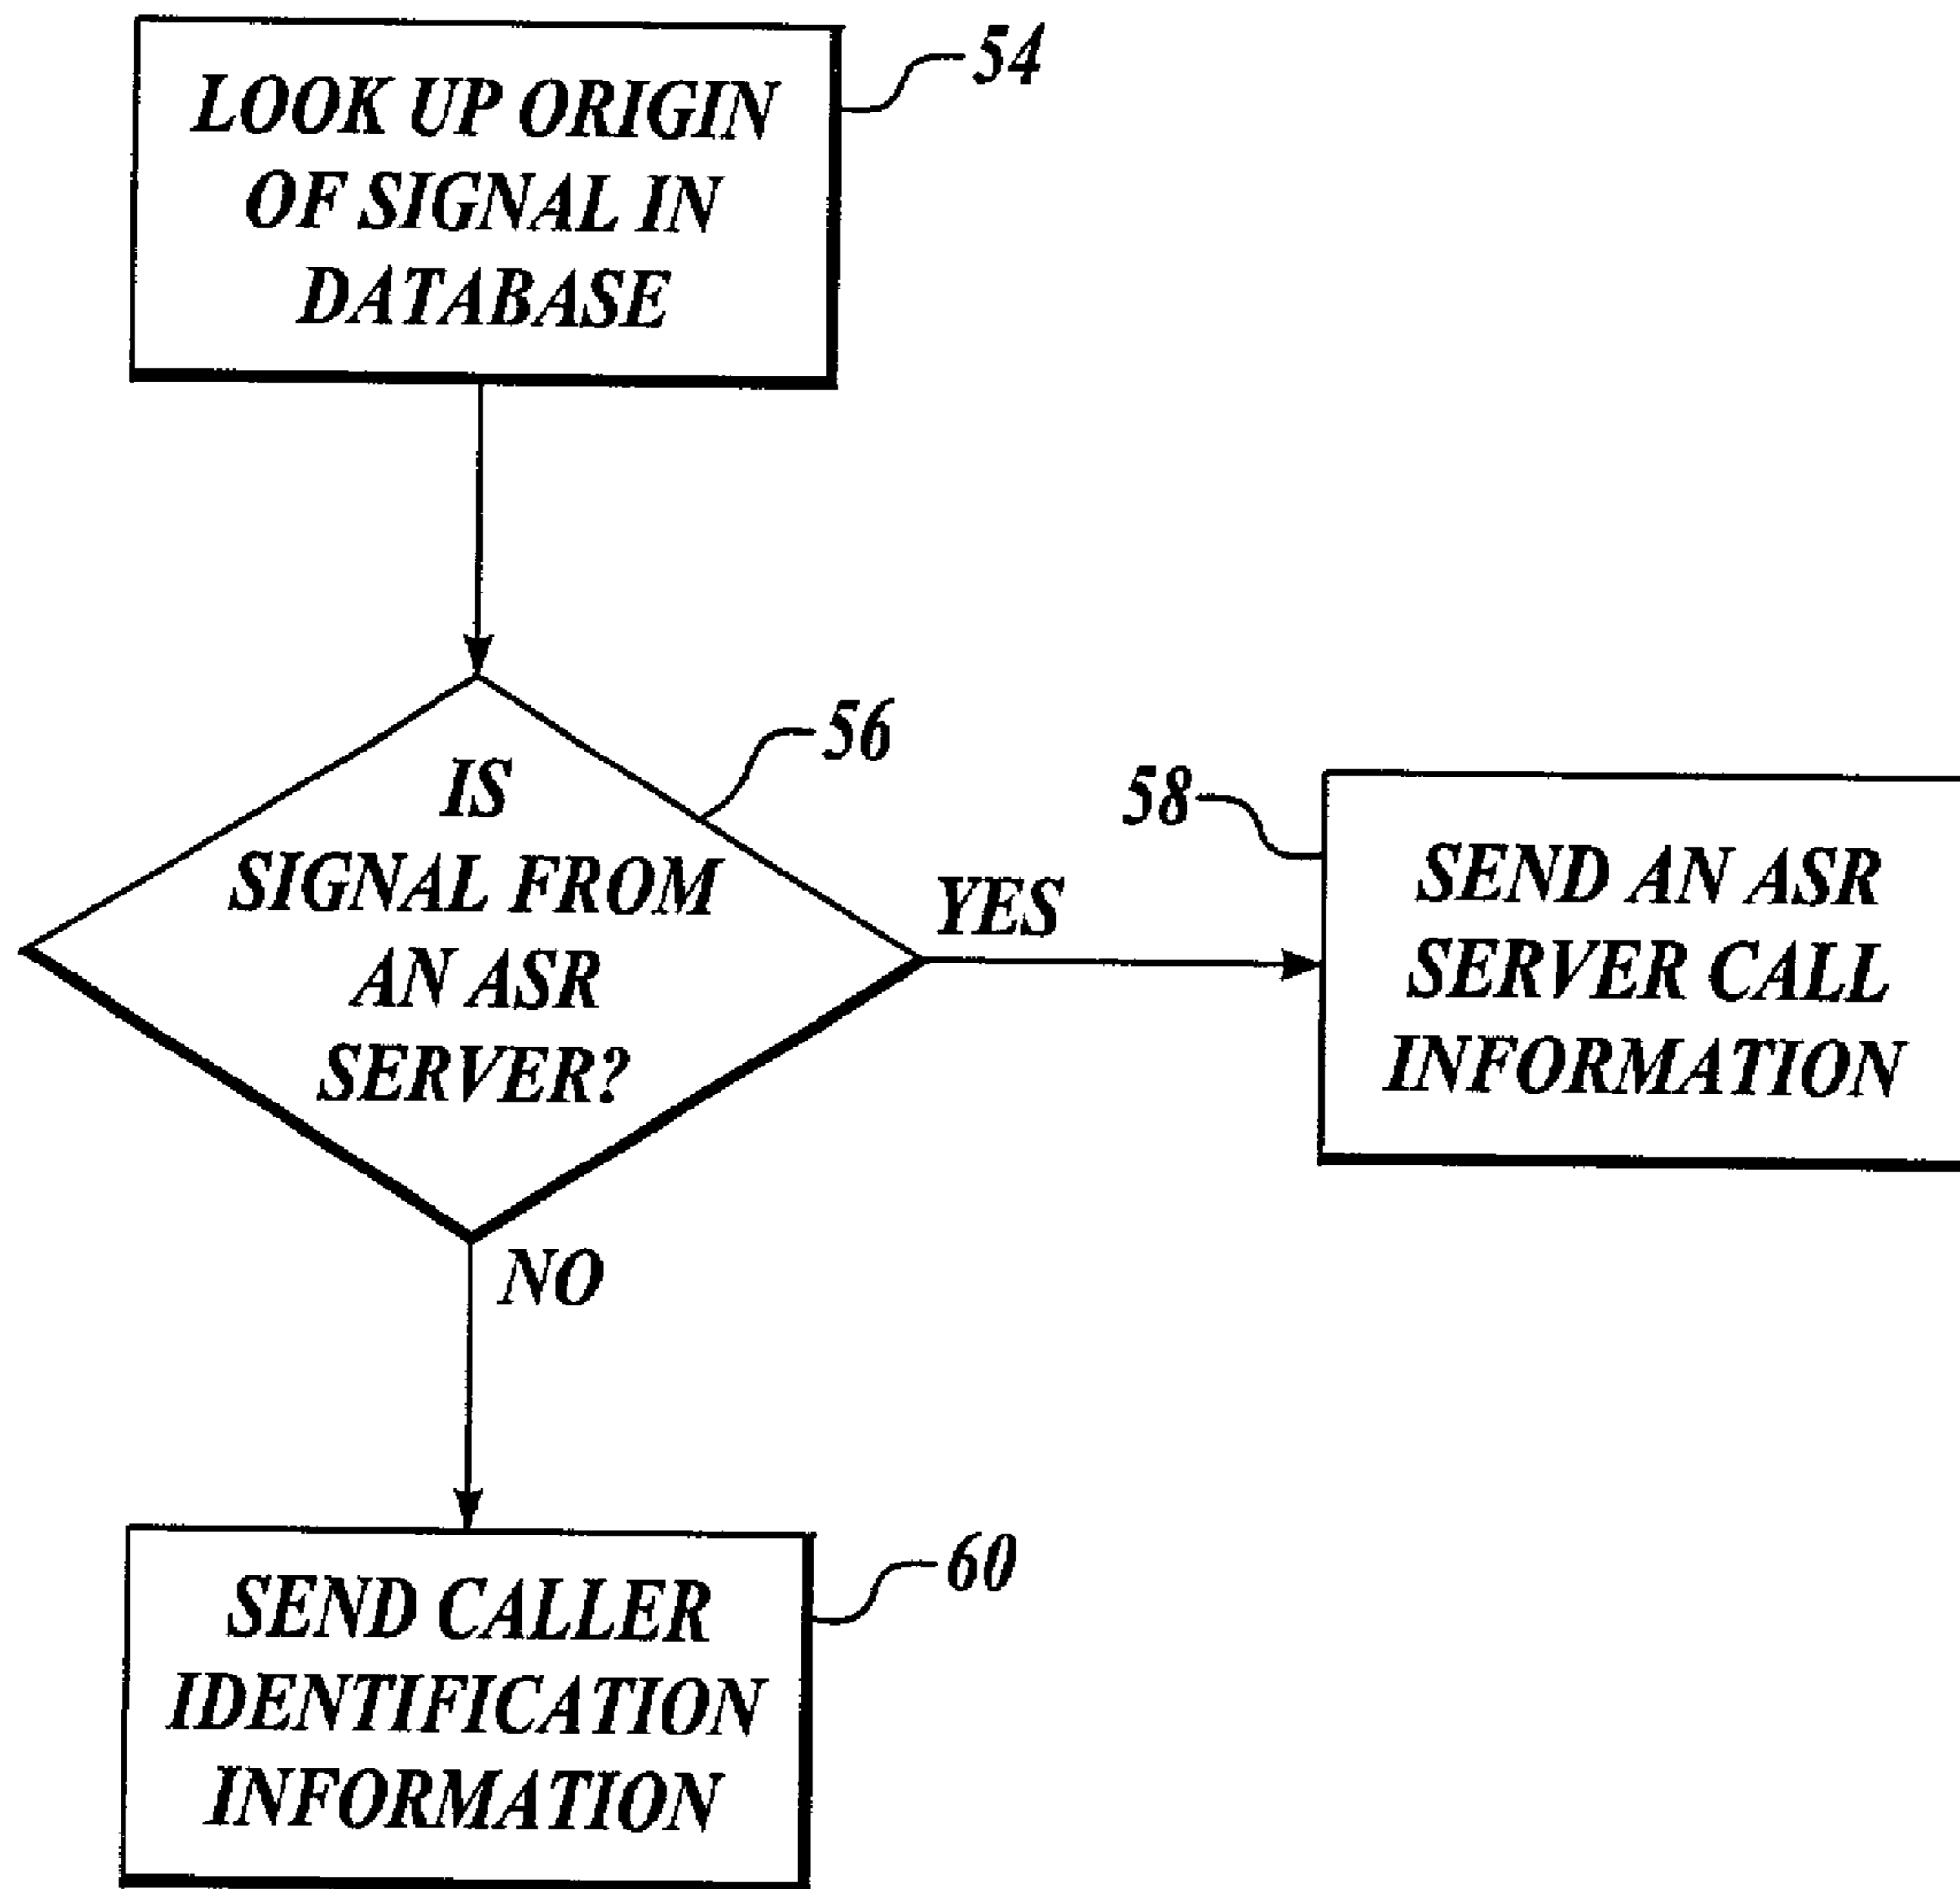 LOOK UP ORIGIN
OF SIGNAL IN
DATABASE
54
IS
SIGNAL FROM
AN ASR
SERVER?
56
YES
58
SEND AN ASR
SERVER CALL
INFORMATION
NO
SEND CALLER
IDENTIFICATION
INFORMATION
60